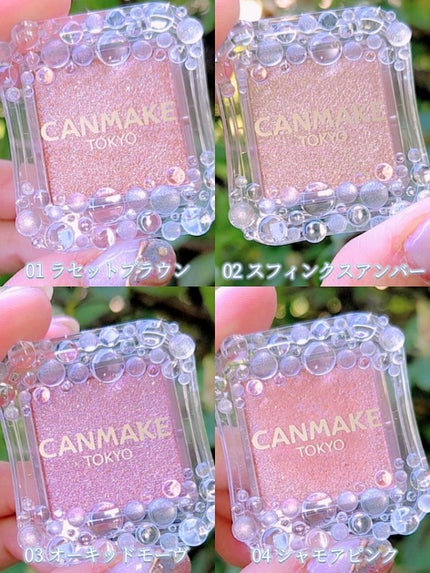 CANMAKE
TOKYO
01 ラセットブラウン
CANMAKE
TOKYO
02 スフィンクスアンバー
CANMAKE
TOKYO
03 オーキッドモーヴ
CANMAKE
TOKYO
04 シャモアピンク